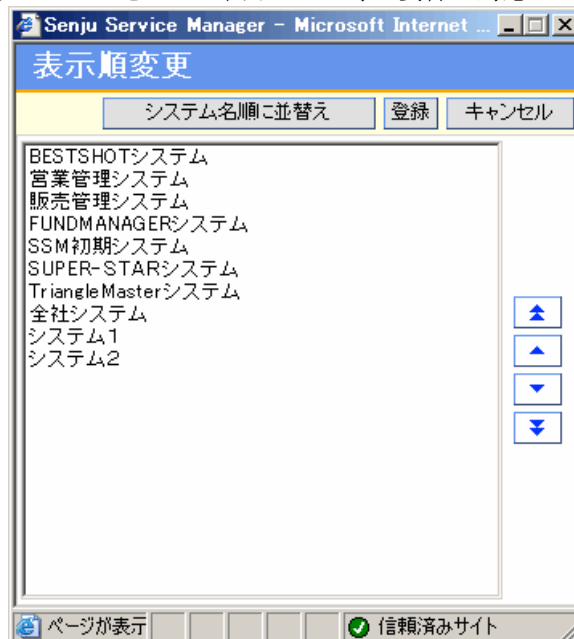 Senju Service Manager - Microsoft Internet ...
表示順変更
システム名順に並替え 登録 キャンセル
BESTSHOTシステム
営業管理システム
販売管理システム
FUNDMANAGERシステム
SSM初期システム
SUPER-STARシステム
TriangleMasterシステム
全社システム
システム1
システム2
ページが表示 信頼済みサイト